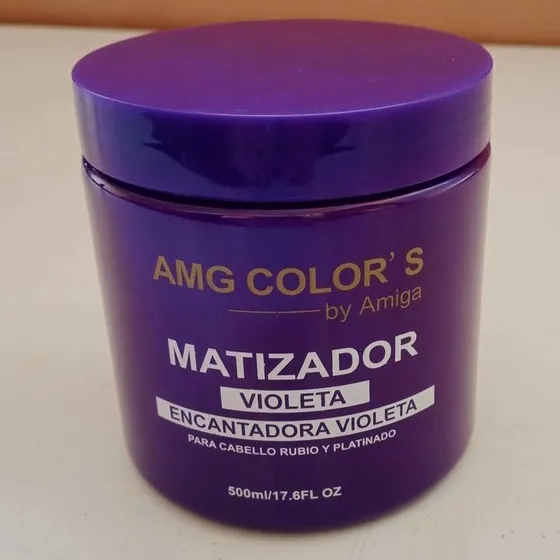 AMG COLOR'S
by Amiga
MATIZADOR
VIOLETA
ENCANTADORA VIOLETA
PARA CABELLO RUBIO Y PLATINADO
500ml/17.6FL OZ